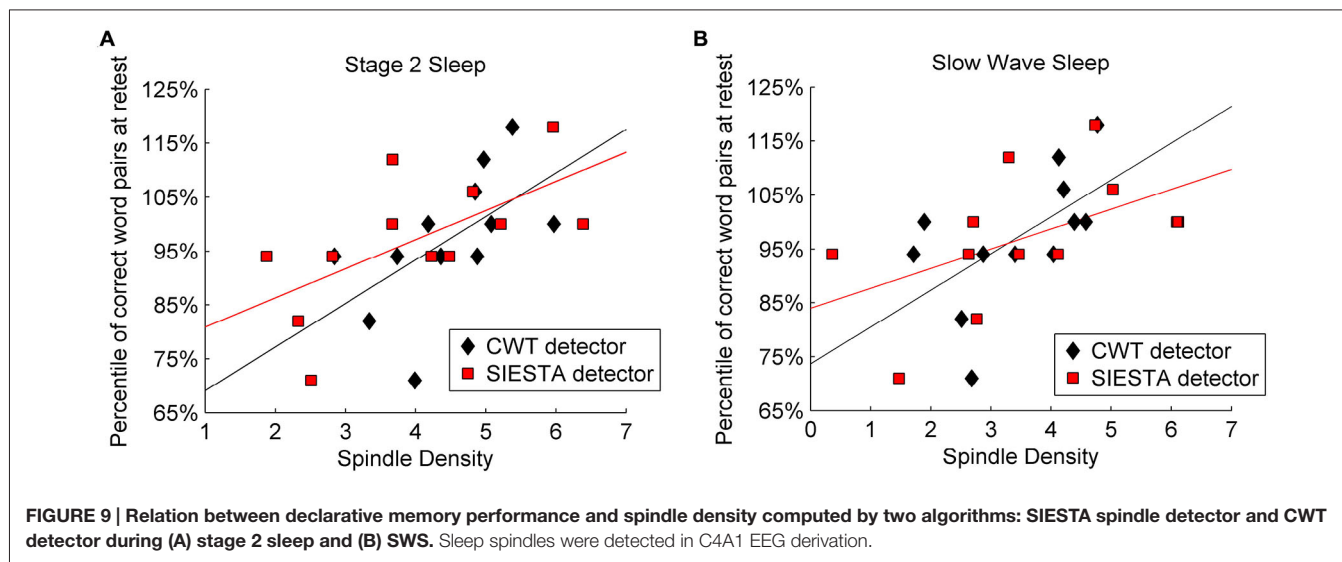 A
Stage 2 Sleep
Percentile of correct word pairs at retest
125%
115%
105%
95%
85%
75%
65%
CWT detector
SIESTA detector
1 2 3 4 5 6 7
Spindle Density
B
Slow Wave Sleep
Percentile of correct word pairs at retest
125%
115%
105%
95%
85%
75%
65%
CWT detector
SIESTA detector
0 1 2 3 4 5 6 7
Spindle Density
FIGURE 9 | Relation between declarative memory performance and spindle density computed by two algorithms: SIESTA spindle detector and CWT
detector during (A) stage 2 sleep and (B) SWS. Sleep spindles were detected in C4A1 EEG derivation.